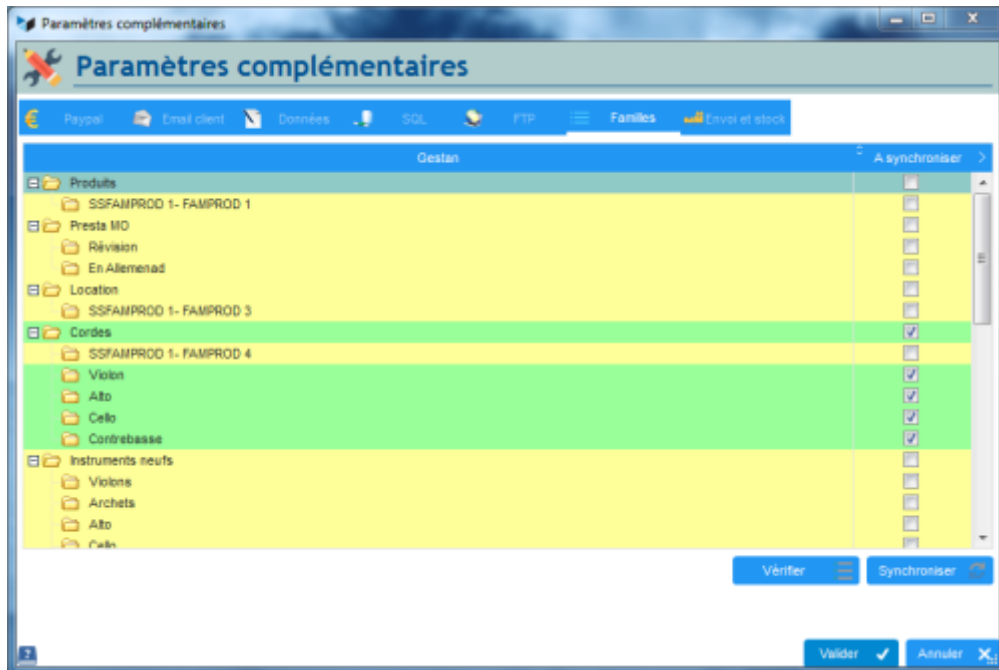 Paramètres complémentaires
Paramètres complémentaires
Paypal Email client Données SQL FTP Familles Envoi et stock
Gestan A synchroniser
Produits
SSFAMPROD 1- FAMPROD 1
Presta MO
Révision
En Allemenad
Location
SSFAMPROD 1- FAMPROD 3
Cordes
SSFAMPROD 1- FAMPROD 4
Violon
Alto
Cello
Contrebasse
Instruments neufs
Violons
Archets
Alto
Cello
Vérifier Synchroniser
Valider Annuler